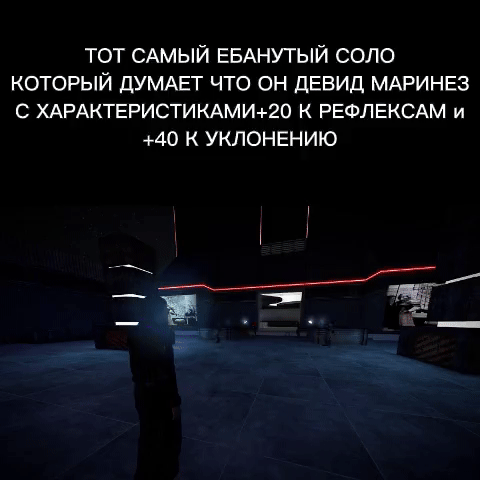 ТОТ САМЫЙ ЕБАНУТЫЙ СОЛО
КОТОРЫЙ ДУМАЕТ ЧТО ОН ДЕВИД МАРИНЕЗ
С ХАРАКТЕРИСТИКАМИ+20 К РЕФЛЕКСАМ и
+40 К УКЛОНЕНИЮ